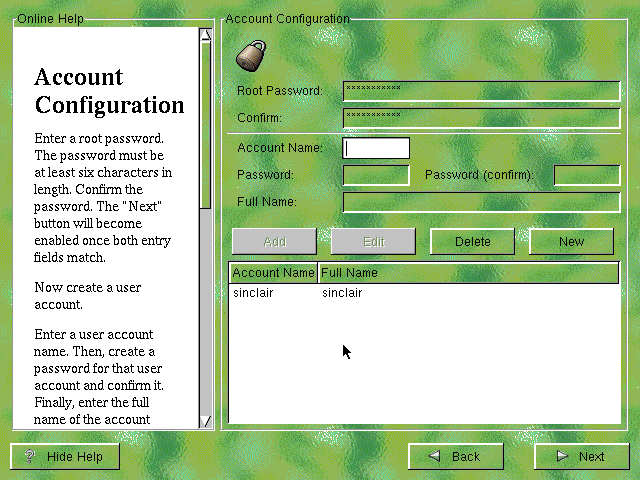 Online Help
Account
Configuration
Enter a root password.
The password must be
at least six characters in
length. Confirm the
password. The "Next"
button will become
enabled once both entry
fields match.
Now create a user
account.
Enter a user account
name. Then, create a
password for that user
account and confirm it.
Finally, enter the full
name of the account
Account Configuration
Root Password: ***********
Confirm: ***********
Account Name:
Password: Password (confirm):
Full Name:
Add Edit Delete New
Account Name Full Name
sinclair sinclair
? Hide Help Back Next